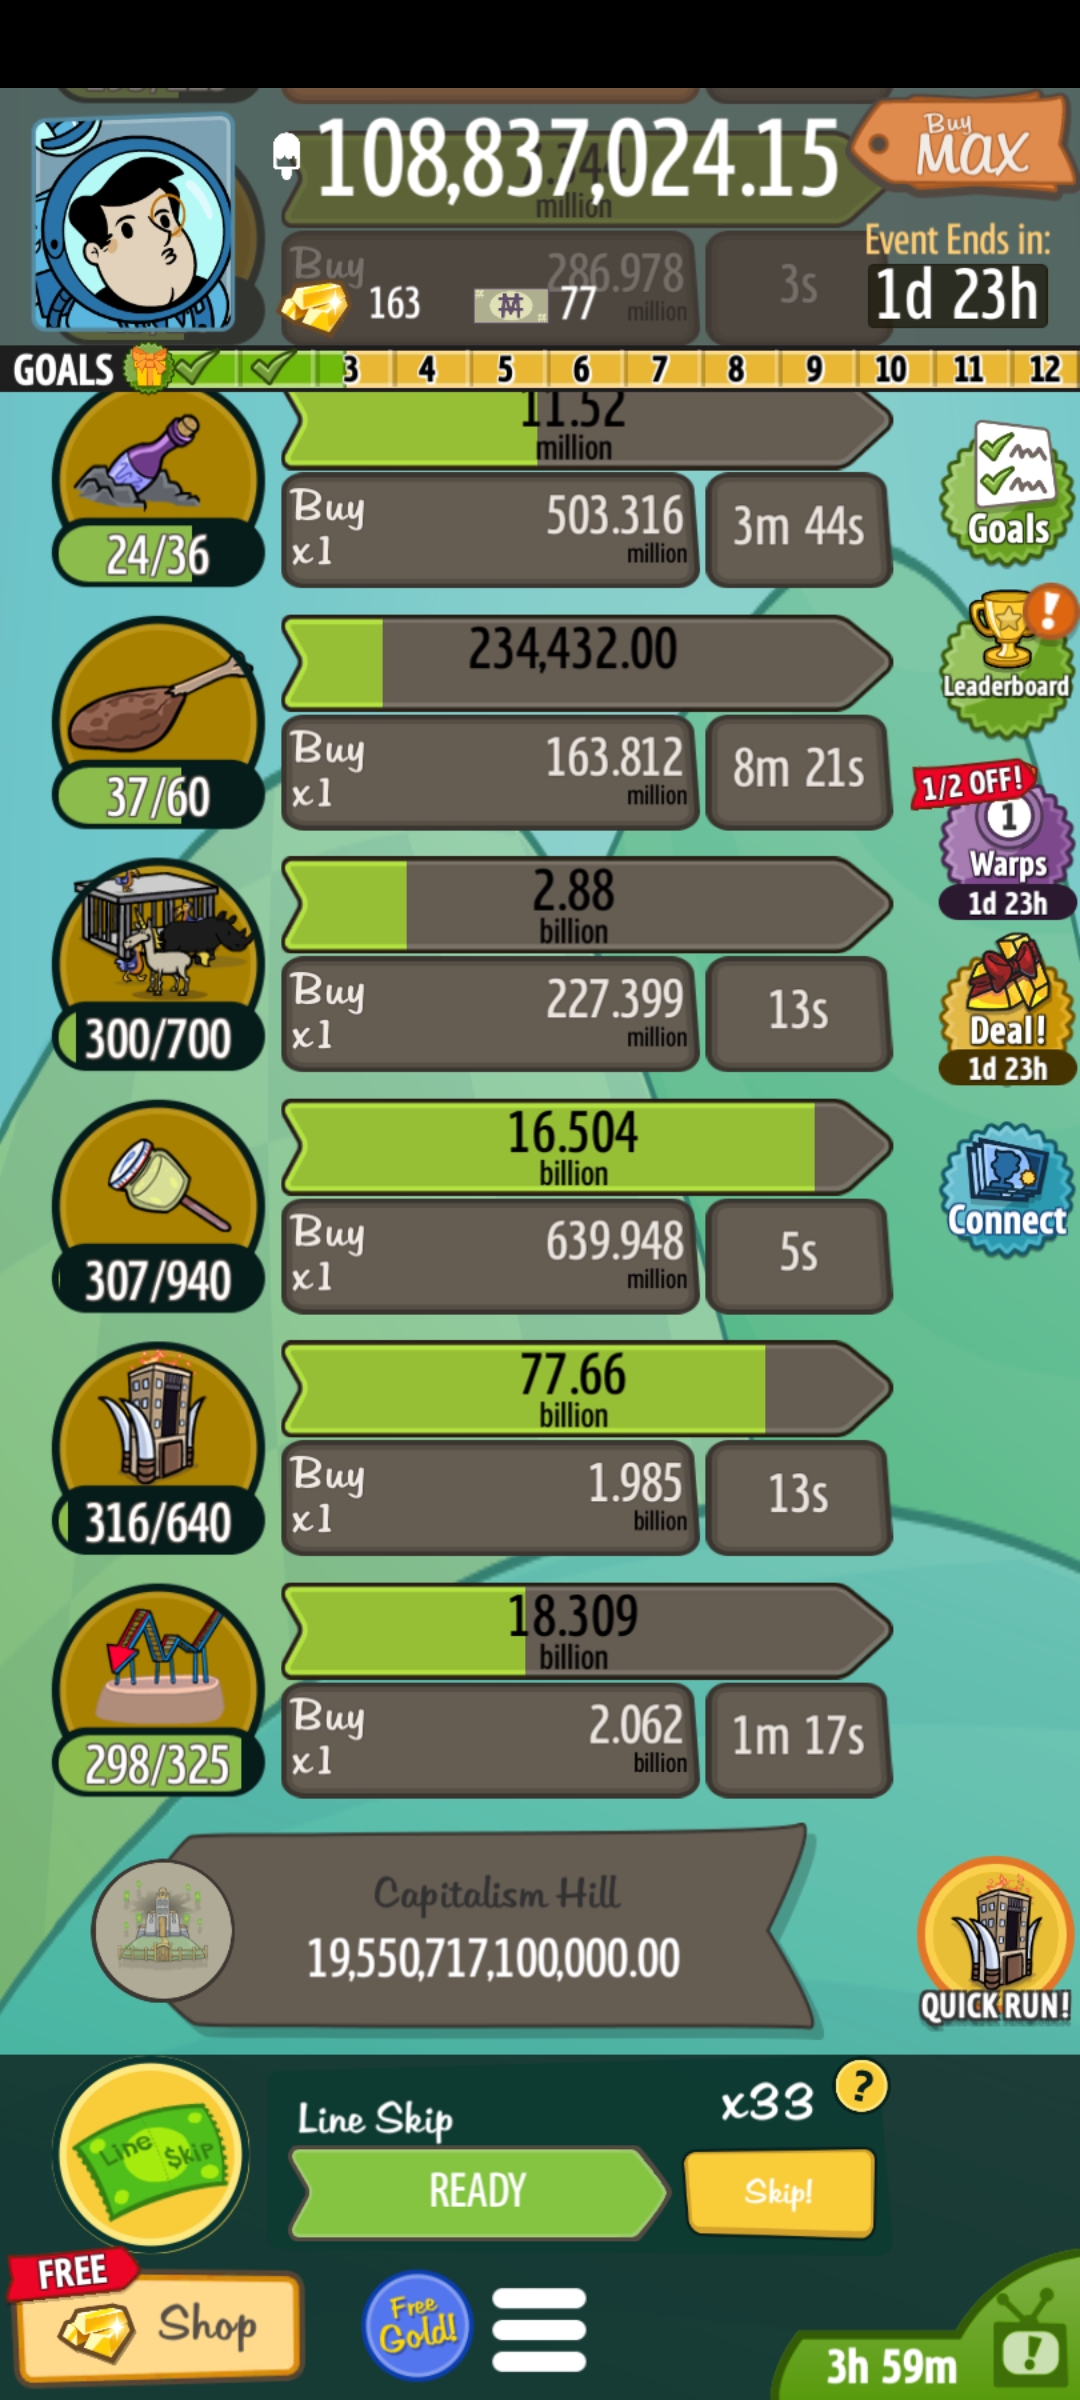 108,837,024.15
Buy
MAX
million
Buy
286.978
million
3s
163
77
Event Ends in:
1d 23h
GOALS
3 4 5 6 7 8 9 10 11 12
11.52
million
24/36
Buy
x1
503.316
million
3m 44s
Goals
234,432.00
37/60
Buy
x1
163.812
million
8m 21s
Leaderboard
1/2 OFF!
1
Warps
1d 23h
2.88
billion
300/700
Buy
x1
227.399
million
13s
Deal!
1d 23h
16.504
billion
307/940
Buy
x1
639.948
million
5s
Connect
77.66
billion
316/640
Buy
x1
1.985
billion
13s
18.309
billion
298/325
Buy
x1
2.062
billion
1m 17s
Capitalism Hill
19,550,717,100,000.00
QUICK RUN!
Line $kip
Line Skip
x33
?
READY
Skip!
FREE
Shop
Free
Gold!
3h 59m